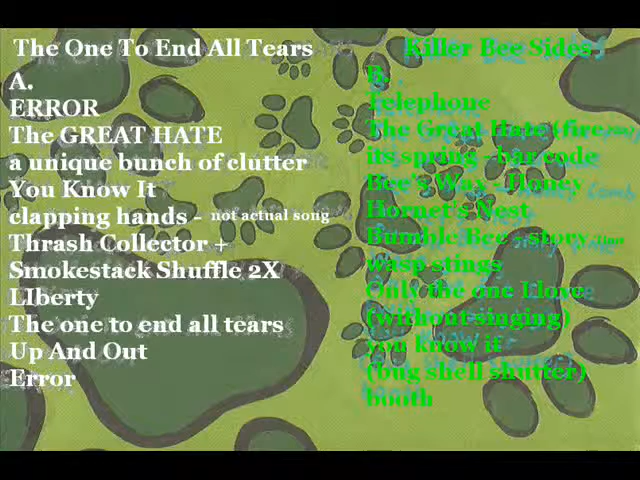 The One To End All Tears
A.
ERROR
The GREAT HATE
a unique bunch of clutter
You Know It
clapping hands - not actual song
Thrash Collector +
Smokestack Shuffle 2X
LIberty
The one to end all tears
Up And Out
Error
Killer Bee Sides
B.
Telephone
The Great Hate (fire
its spring - bar code
Bee's Wax - Honey
Hornet's Nest
Bumble Bee - story
wasp stings
Only the one I love
(without singing)
you know it
(bug shell shutter)
booth